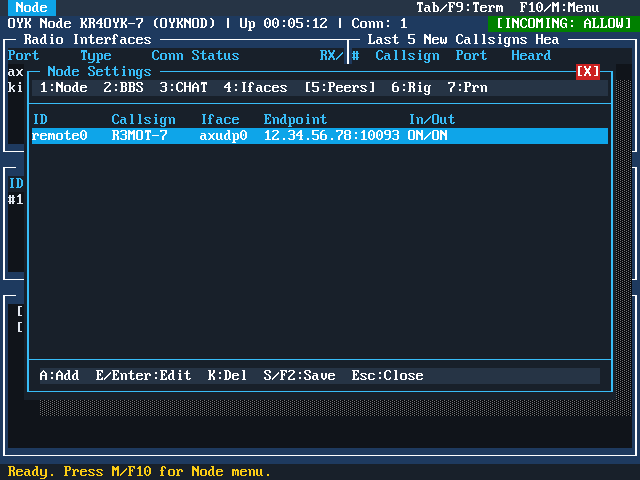 Node Tab/F9:Term F10/M:Menu
OYK Node KR4OYK-7 (OYKNOD) | Up 00:05:12 | Conn: 1 [INCOMING: ALLOW]
Radio Interfaces Last 5 New Callsigns Hea
Port Type Conn Status RX/ # Callsign Port Heard
ax
Node Settings [X]
ki
1:Node 2:BBS 3:CHAT 4:Ifaces [5:Peers] 6:Rig 7:Prn
ID Callsign Iface Endpoint In/Out
remote0 R3MOT-7 axudp0 12.34.56.78:10093 ON/ON
ID
#1
[
[
A:Add E/Enter:Edit K:Del S/F2:Save Esc:Close
Ready. Press M/F10 for Node menu.